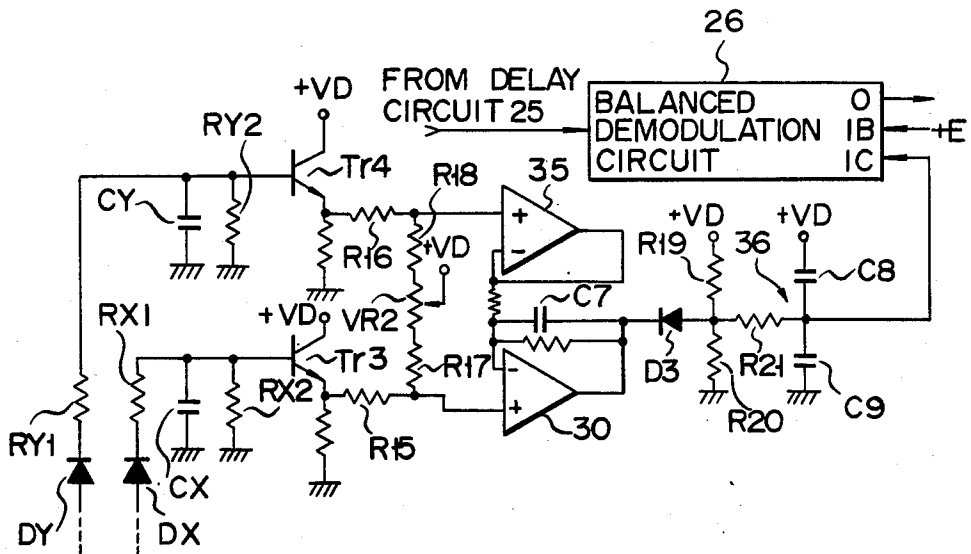 26
FROM DELAY
CIRCUIT 25
BALANCED
DEMODULATION
CIRCUIT
O
IB
IC
+E
+VD
RY2
Tr4
CY
R18
R16
+VD
VR2
35
C7
+VD
R19
36
+VD
C8
RX1
+VD
Tr3
RX2
R17
R15
D3
R21
R20
C9
30
RY1
CX
DY
DX